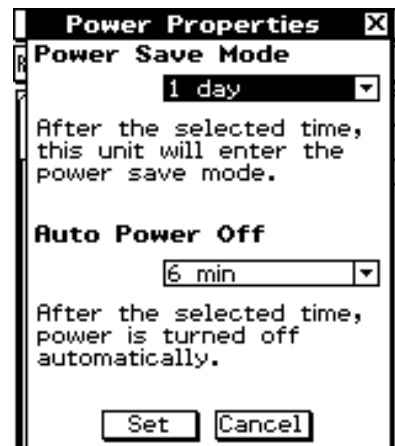 Power Properties X
Power Save Mode
1 day
After the selected time,
this unit will enter the
power save mode.
Auto Power Off
6 min
After the selected time,
power is turned off
automatically.
Set Cancel